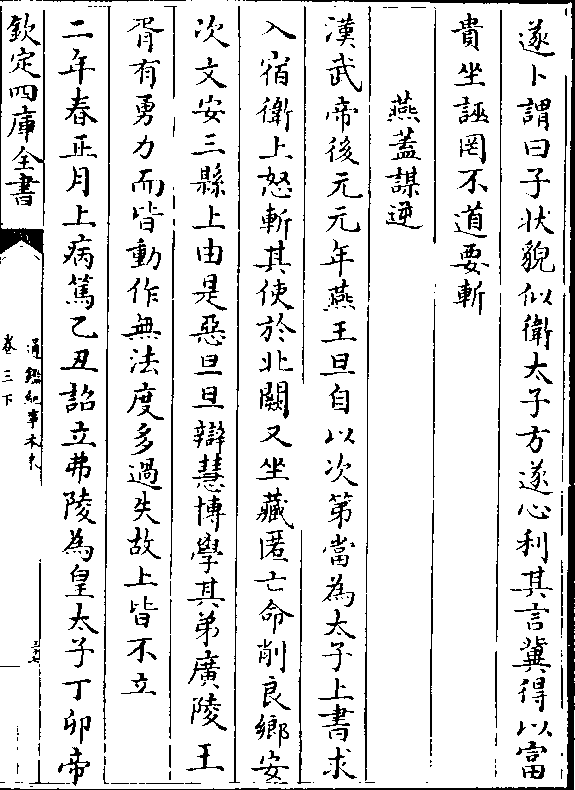 遂卜謂曰子状貌似衛太子方遂心利其言冀得以富
貴坐誣罔不道要斬
燕蓋謀逆
漢武帝後元元年燕王旦自以次第當為太子上書求
入宿衛上怒斬其使於北闕又坐藏匿亡命削良鄉安
次文安三縣上由是惡旦旦辯慧博學其弟廣陵王
胥有勇力而皆動作無法度多過失故上皆不立
二年春正月上病篤乙丑詔立弗陵為皇太子丁卯帝
欽定四庫全書
通鑑紀事本末
卷三下